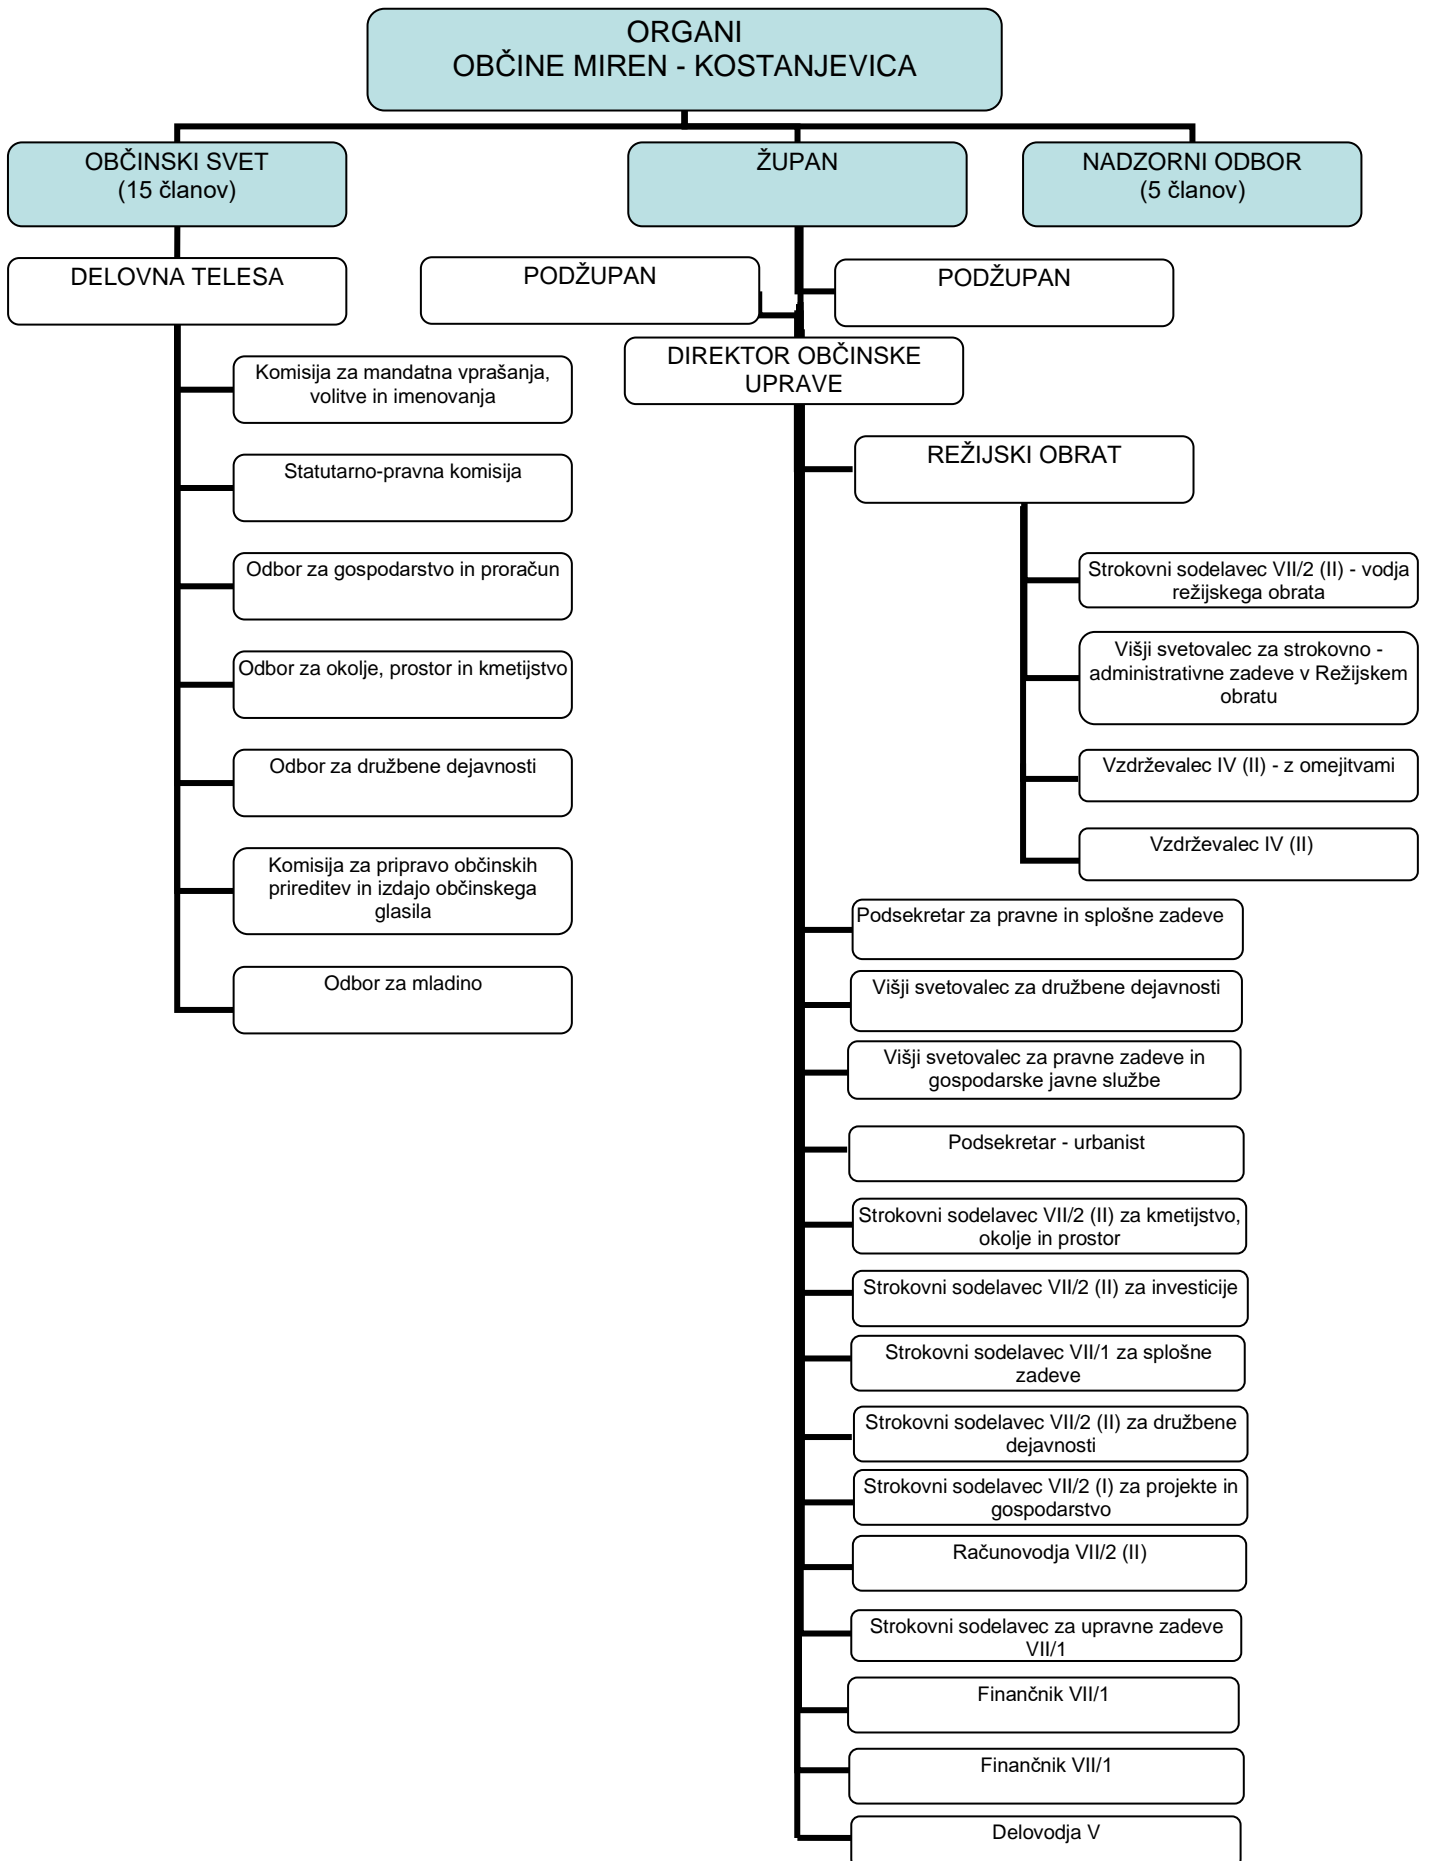 ORGANI
OBČINE MIREN - KOSTANJEVICA
OBČINSKI SVET
(15 članov)
ŽUPAN
NADZORNI ODBOR
(5 članov)
DELOVNA TELESA
PODŽUPAN
PODŽUPAN
DIREKTOR OBČINSKE
UPRAVE
Komisija za mandatna vprašanja,
volitve in imenovanja
Statutarno-pravna komisija
Odbor za gospodarstvo in proračun
Odbor za okolje, prostor in kmetijstvo
Odbor za družbene dejavnosti
Komisija za pripravo občinskih
prireditev in izdajo občinskega
glasila
Odbor za mladino
REŽIJSKI OBRAT
Strokovni sodelavec VII/2 (II) - vodja
režijskega obrata
Višji svetovalec za strokovno -
administrativne zadeve v Režijskem
obratu
Vzdrževalec IV (II) - z omejitvami
Vzdrževalec IV (II)
Podsekretar za pravne in splošne zadeve
Višji svetovalec za družbene dejavnosti
Višji svetovalec za pravne zadeve in
gospodarske javne službe
Podsekretar - urbanist
Strokovni sodelavec VII/2 (II) za kmetijstvo,
okolje in prostor
Strokovni sodelavec VII/2 (II) za investicije
Strokovni sodelavec VII/1 za splošne
zadeve
Strokovni sodelavec VII/2 (II) za družbene
dejavnosti
Strokovni sodelavec VII/2 (I) za projekte in
gospodarstvo
Računovodja VII/2 (II)
Strokovni sodelavec za upravne zadeve
VII/1
Finančnik VII/1
Finančnik VII/1
Delovodja V